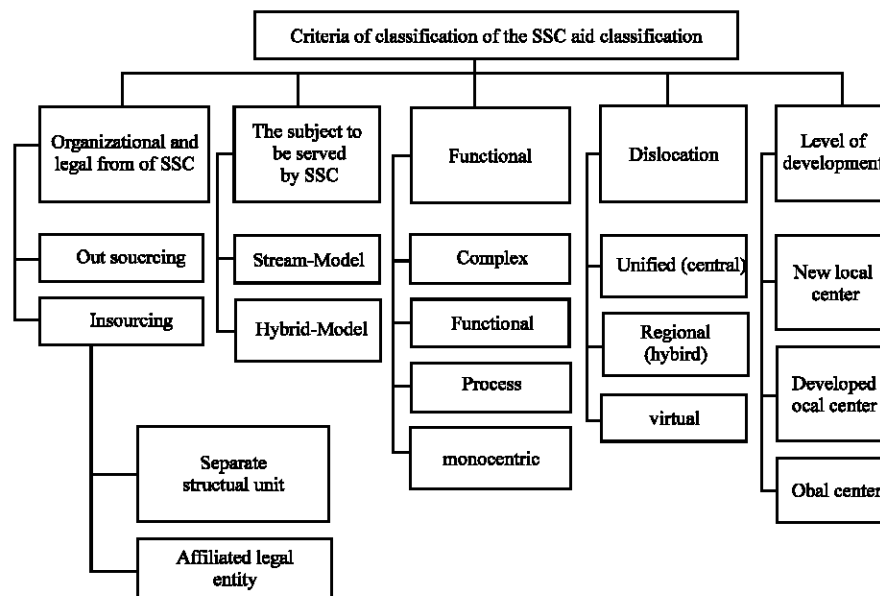 Criteria of classification of the SSC aid classification
Organizational and
legal from of SSC
Out soucrcing
Insourcing
Separate
structual unit
Affiliated legal
entity
The subject to
be served
by SSC
Stream-Model
Hybrid-Model
Functional
Complex
Functional
Process
monocentric
Dislocation
Unified (central)
Regional
(hybird)
virtual
Level of
development
New local
center
Developed
ocal center
Obal center